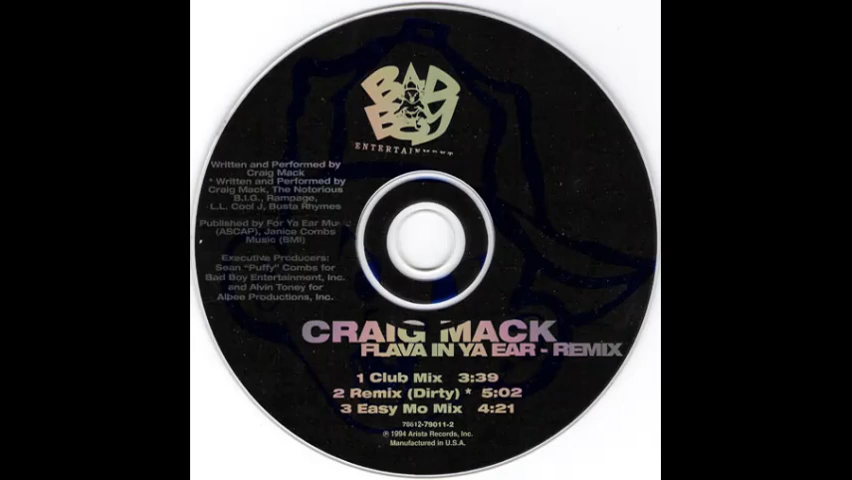 BAD
BOY
ENTERTAINMENT
Written and Performed by
Craig Mack
* Written and Performed by
Craig Mack, The Notorious
B.I.G., Rampage,
L.L. Cool J, Busta Rhymes
Published by For Ya Ear Music
(ASCAP), Janice Combs
Music (BMI)
Executive Producers:
Sean "Puffy" Combs for
Bad Boy Entertainment, Inc.
and Alvin Toney for
Albee Productions, Inc.
CRAIG MACK
FLAVA IN YA EAR - REMIX
1 Club Mix 3:39
2 Remix (Dirty) * 5:02
3 Easy Mo Mix 4:21
78612-79011-2
℗ 1994 Arista Records, Inc.
Manufactured in U.S.A.